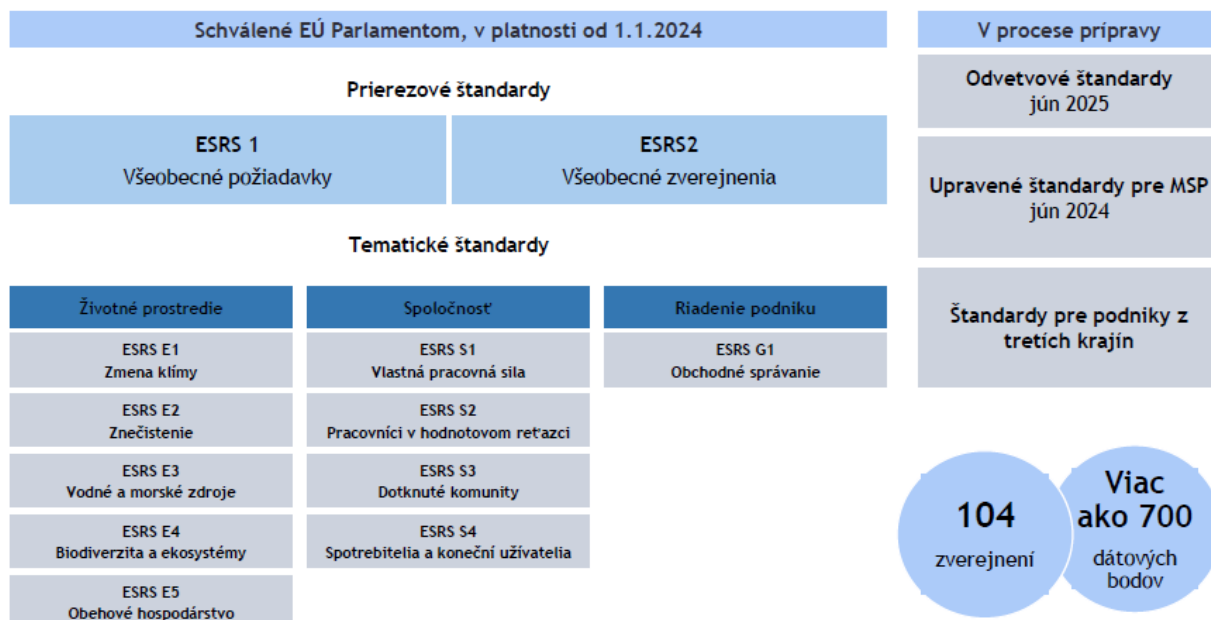 Schválené EÚ Parlamentom, v platnosti od 1.1.2024
Prierezové štandardy
ESRS 1
Všeobecné požiadavky
ESRS2
Všeobecné zverejnenia
Tematické štandardy
Životné prostredie
ESRS E1
Zmena klímy
ESRS E2
Znečistenie
ESRS E3
Vodné a morské zdroje
ESRS E4
Biodiverzita a ekosystémy
ESRS E5
Obehové hospodárstvo
Spoločnosť
ESRS S1
Vlastná pracovná sila
ESRS S2
Pracovníci v hodnotovom reťazci
ESRS S3
Dotknuté komunity
ESRS S4
Spotrebitelia a koneční užívatelia
Riadenie podniku
ESRS G1
Obchodné správanie
V procese prípravy
Odvetvové štandardy
jún 2025
Upravené štandardy pre MSP
jún 2024
Štandardy pre podniky z
tretích krajín
104
zverejnení
Viac
ako 700
dátových
bodov